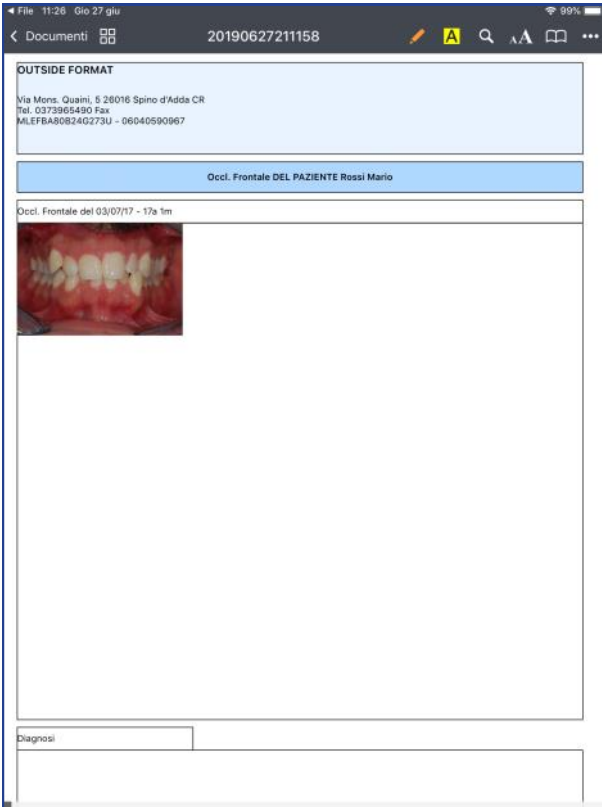 ◀ File 11:26 Gio 27 giu 99%
Documenti 20190627211158 A AA
OUTSIDE FORMAT
Via Mons. Quaini, 5 26016 Spino d'Adda CR
Tel. 0373965490 Fax
MLEFBA80B24G273U - 06040590967
Occl. Frontale DEL PAZIENTE Rossi Mario
Occl. Frontale del 03/07/17 - 17a 1m
Diagnosi